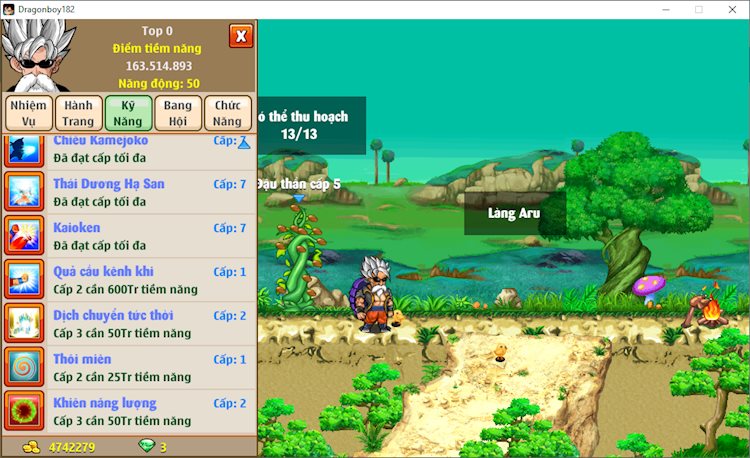 Dragonboy182
Top 0
Điểm tiềm năng
163.514.893
Năng động: 50
X
Nhiệm Vụ
Hành Trang
Kỹ Năng
Bang Hội
Chức Năng
Chiêu Kamejoko
Cấp: 7
Đã đạt cấp tối đa
Thái Dương Hạ San
Cấp: 7
Đã đạt cấp tối đa
Kaioken
Cấp: 7
Đã đạt cấp tối đa
Quả cầu kênh khi
Cấp: 1
Cấp 2 cần 600Tr tiềm năng
Dịch chuyển tức thời
Cấp: 2
Cấp 3 cần 50Tr tiềm năng
Thôi miên
Cấp: 1
Cấp 2 cần 25Tr tiềm năng
Khiên năng lượng
Cấp: 2
Cấp 3 cần 50Tr tiềm năng
4742279
3
ó thể thu hoạch
13/13
Đậu thần cấp 5
Làng Aru